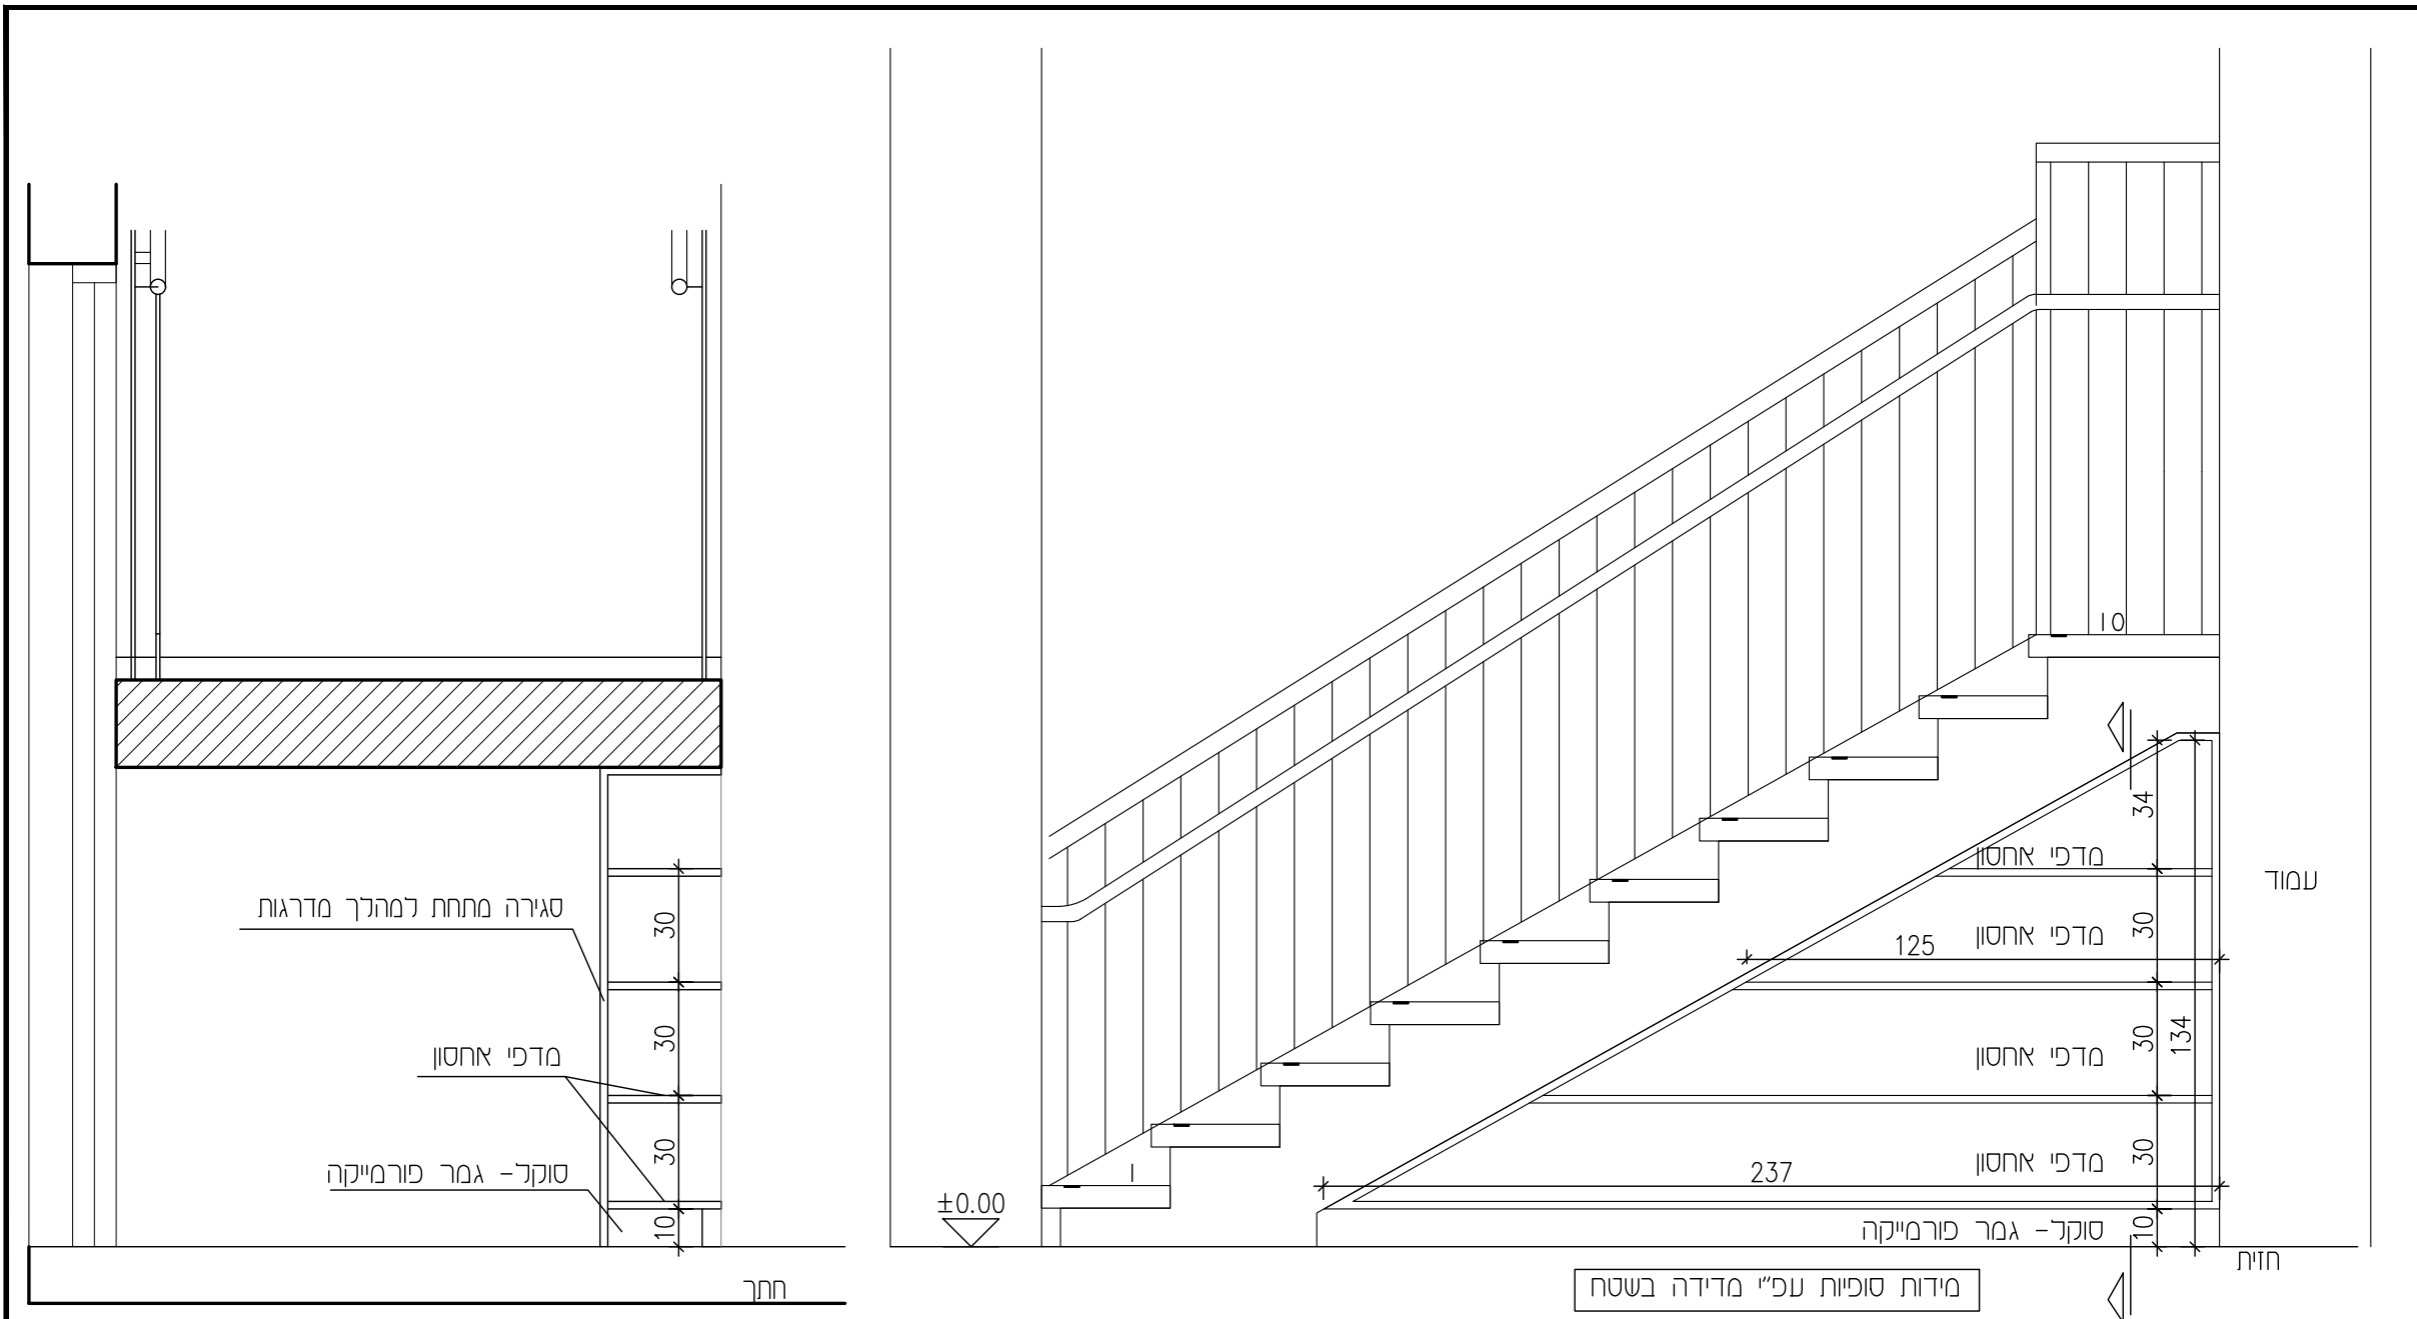 סגירה מתחת למהלך מדרגות
מדפי אחסון
סוקל- גמר פורמייקה
30
30
30
10
חתך
±0.00
1
10
34
מדפי אחסון
עמוד
125
מדפי אחסון
30
134
מדפי אחסון
30
237
מדפי אחסון
30
סוקל- גמר פורמייקה
10
חזית
מידות סופיות עפ"י מדידה בשטח